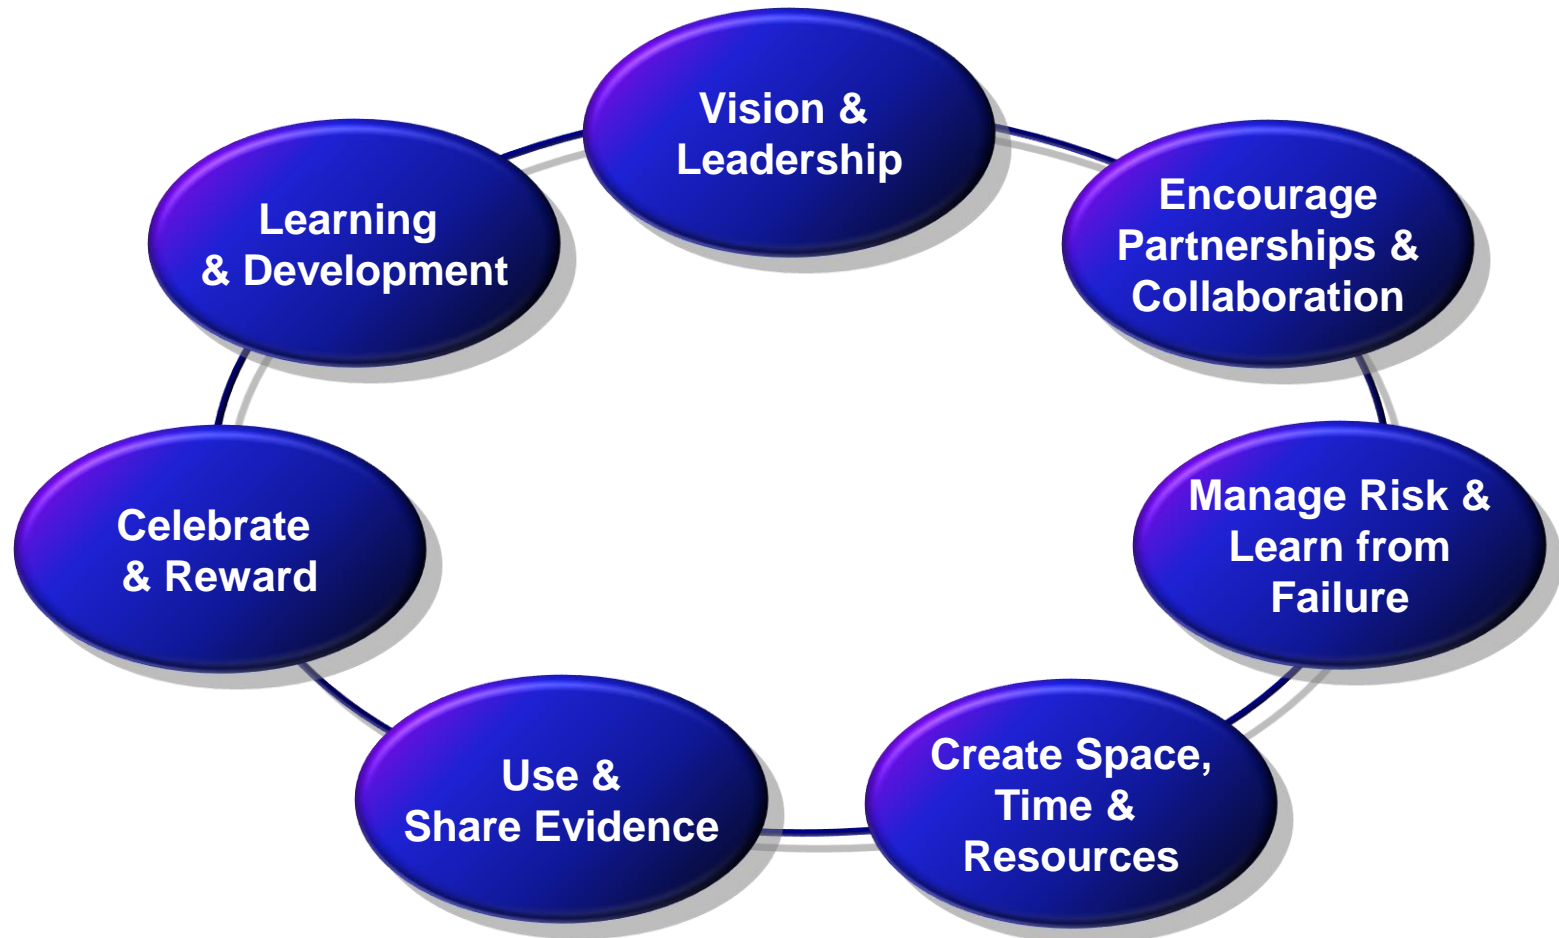 Vision &
Leadership
Encourage
Partnerships &
Collaboration
Manage Risk &
Learn from
Failure
Create Space,
Time &
Resources
Use &
Share Evidence
Celebrate
& Reward
Learning
& Development